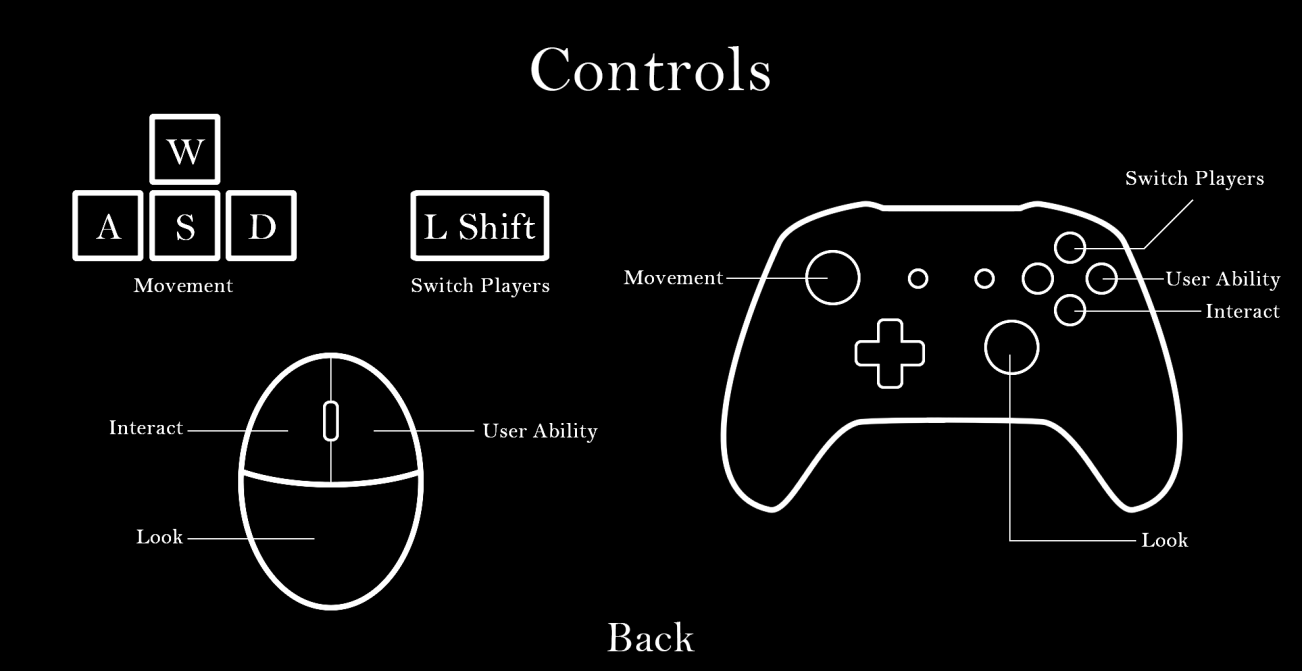 Controls
W
A S D
Movement
L Shift
Switch Players
Interact
User Ability
Look
Switch Players
Movement
User Ability
Interact
Look
Back